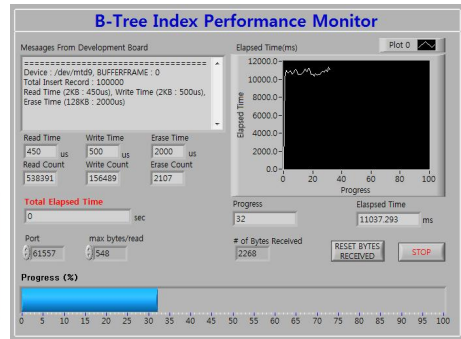 B-Tree Index Performance Monitor
Mesaages From Development Board
====================================
Device : /dev/mtd9, BUFFERFRAME : 0
Total Insert Record : 100000
Read Time (2KB : 450us), Write Time (2KB : 500us),
Erase Time (128KB : 2000us)
Read Time Write Time Erase Time
450 us 500 us 2000 us
Read Count Write Count Erase Count
538391 156489 2107
Total Elapsed Time
0 sec
Port max bytes/read
61557 548
Elapsed Time(ms) Plot 0
12000.0
10000.0
8000.0
6000.0
4000.0
2000.0
0.0
Elapsed Time
0 20 40 60 80 100
Progress
Progress Elaspsed Time
32 11037.293 ms
# of Bytes Received
2268
RESET BYTES
RECEIVED
STOP
Progress (%)
0 5 10 15 20 25 30 35 40 45 50 55 60 65 70 75 80 85 90 95 100